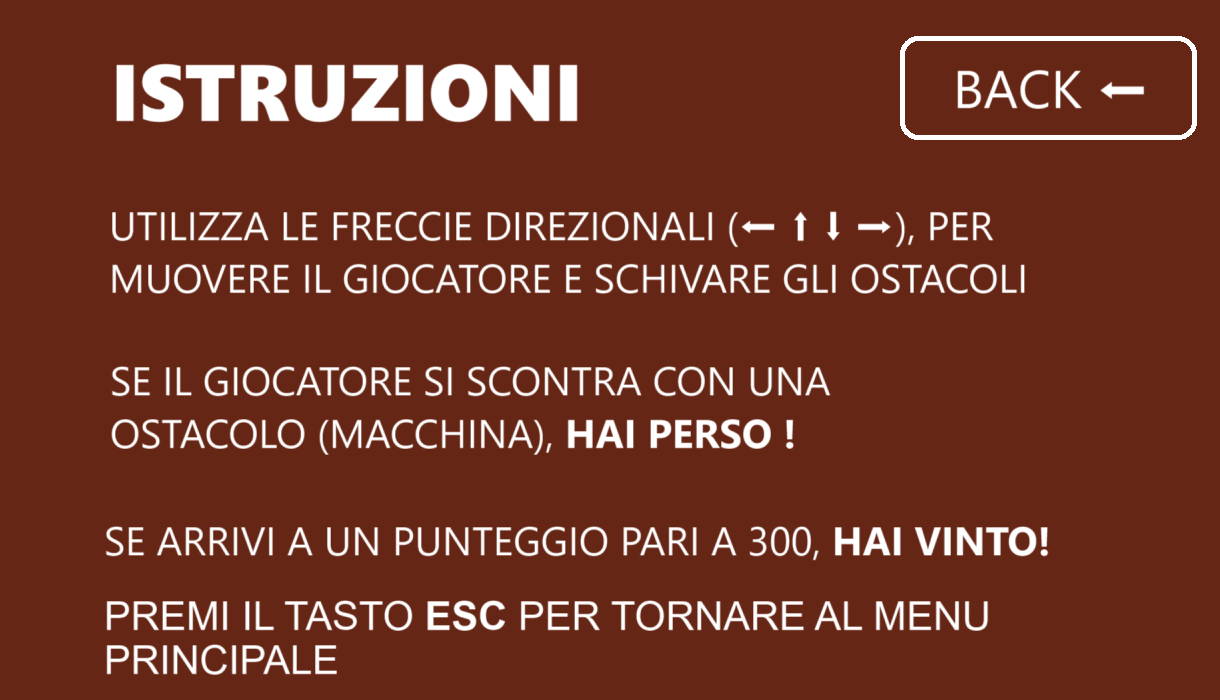 ISTRUZIONI
BACK ←
UTILIZZA LE FRECCIE DIREZIONALI (← ↑ ↓ →), PER
MUOVERE IL GIOCATORE E SCHIVARE GLI OSTACOLI
SE IL GIOCATORE SI SCONTRA CON UNA
OSTACOLO (MACCHINA), HAI PERSO !
SE ARRIVI A UN PUNTEGGIO PARI A 300, HAI VINTO!
PREMI IL TASTO ESC PER TORNARE AL MENU
PRINCIPALE